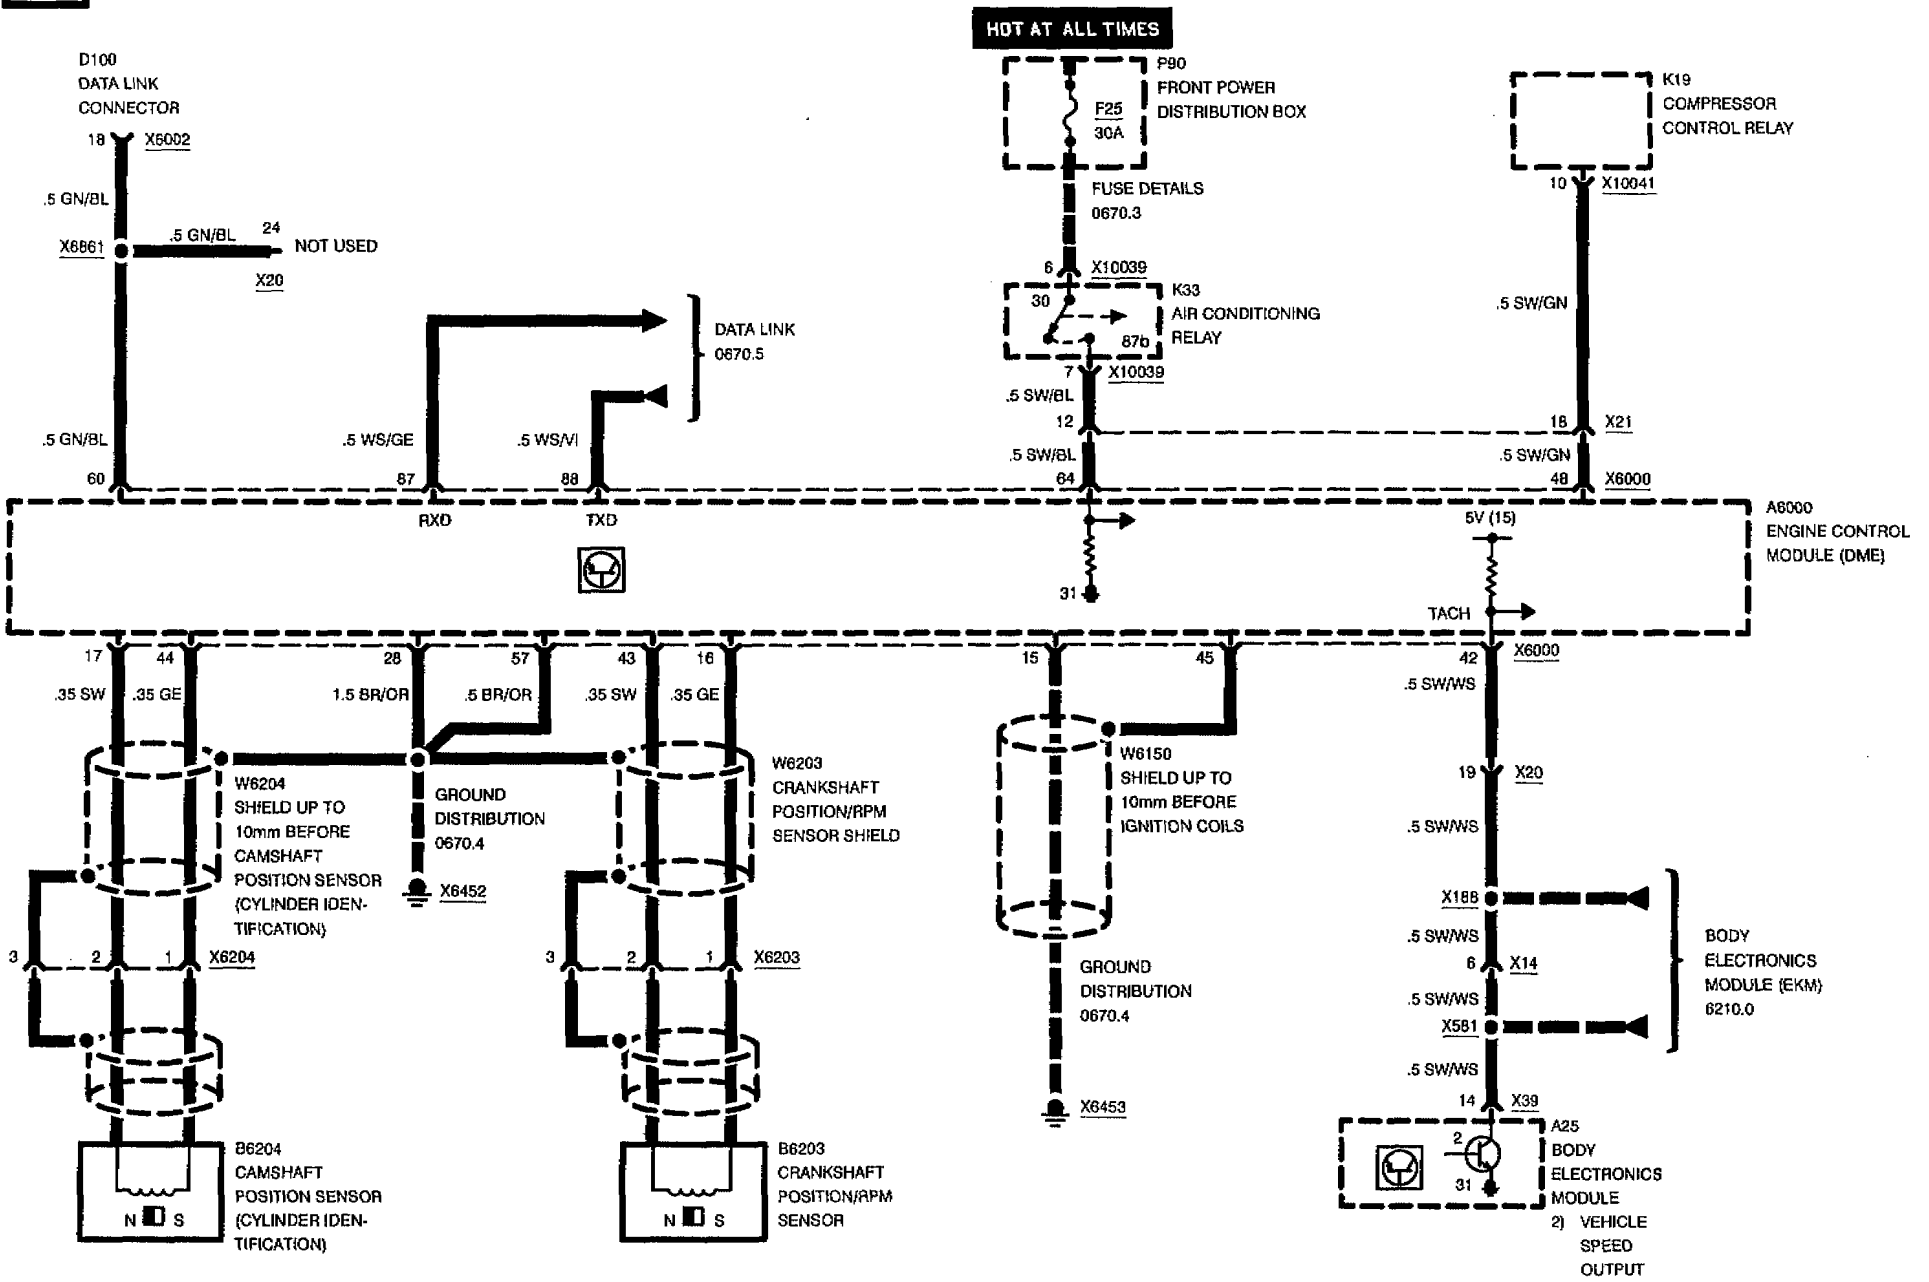 HOT AT ALL TIMES
D100
DATA LINK
CONNECTOR
18 X6002
P90
FRONT POWER
DISTRIBUTION BOX
F25
30A
K19
COMPRESSOR
CONTROL RELAY
.5 GN/BL
FUSE DETAILS
0670.3
10 X10041
X6861
.5 GN/BL
24
NOT USED
X20
6 X10039
30
87b
K33
AIR CONDITIONING
RELAY
.5 SW/GN
DATA LINK
0670.5
7 X10039
.5 SW/BL
12
18 X21
.5 GN/BL
.5 WS/GE
.5 WS/VI
.5 SW/BL
.5 SW/GN
60
87
88
64
48
X6000
RXD
TXD
5V (15)
A6000
ENGINE CONTROL
MODULE (DME)
31
TACH
17
44
28
57
43
16
15
45
42
X6000
.35 SW
.35 GE
1.5 BR/OR
.5 BR/OR
.35 SW
.35 GE
.5 SW/WS
W6204
SHIELD UP TO
10mm BEFORE
CAMSHAFT
POSITION SENSOR
(CYLINDER IDEN-
TIFICATION)
GROUND
DISTRIBUTION
0670.4
X6452
W6203
CRANKSHAFT
POSITION/RPM
SENSOR SHIELD
W6150
SHIELD UP TO
10mm BEFORE
IGNITION COILS
19 X20
.5 SW/WS
X188
.5 SW/WS
6 X14
.5 SW/WS
X581
.5 SW/WS
BODY
ELECTRONICS
MODULE (EKM)
6210.0
3
2
1
X6204
3
2
1
X6203
GROUND
DISTRIBUTION
0670.4
X6453
14 X39
2
31
A25
BODY
ELECTRONICS
MODULE
2) VEHICLE
SPEED
OUTPUT
N S
B6204
CAMSHAFT
POSITION SENSOR
(CYLINDER IDEN-
TIFICATION)
N S
B6203
CRANKSHAFT
POSITION/RPM
SENSOR